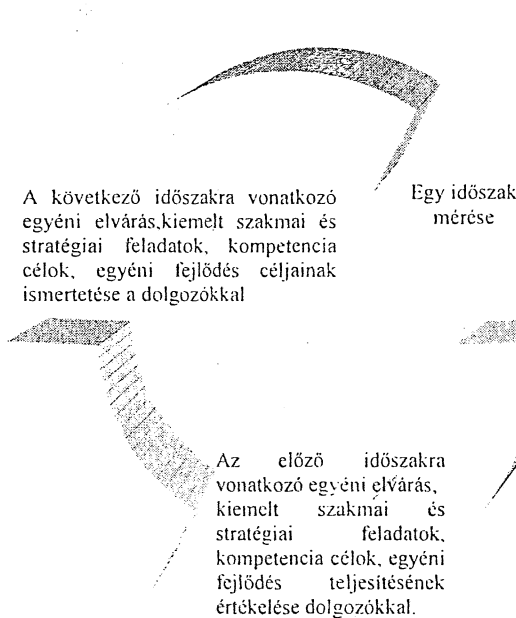 A következő időszakra vonatkozó
egyéni elvárás,kiemelt szakmai és
stratégiai feladatok, kompetencia
célok, egyéni fejlődés céljainak
ismertetése a dolgozókkal
Egy időszak
mérése
Az előző időszakra
vonatkozó egyéni elvárás,
kiemelt szakmai és
stratégiai feladatok,
kompetencia célok, egyéni
fejlődés teljesítésének
értékelése dolgozókkal.